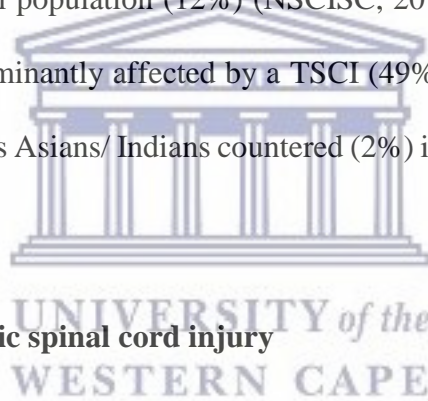 r population (12%) (NSCISC, 20
minantly affected by a TSCI (49%
s Asians/ Indians countered (2%) i
ic spinal cord injury
UNIVERSITY of the
WESTERN CAPE